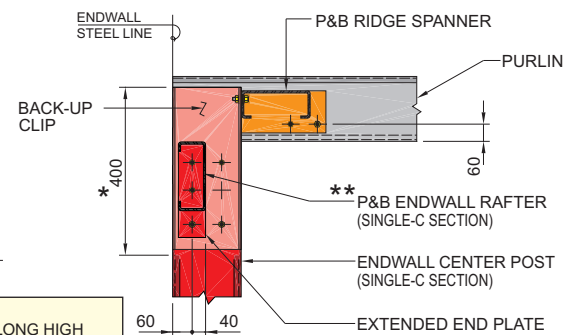 ENDWALL
STEEL LINE
P&B RIDGE SPANNER
PURLIN
BACK-UP
CLIP
*400
60
**P&B ENDWALL RAFTER
(SINGLE-C SECTION)
ENDWALL CENTER POST
(SINGLE-C SECTION)
EXTENDED END PLATE
60 40
LONG HIGH